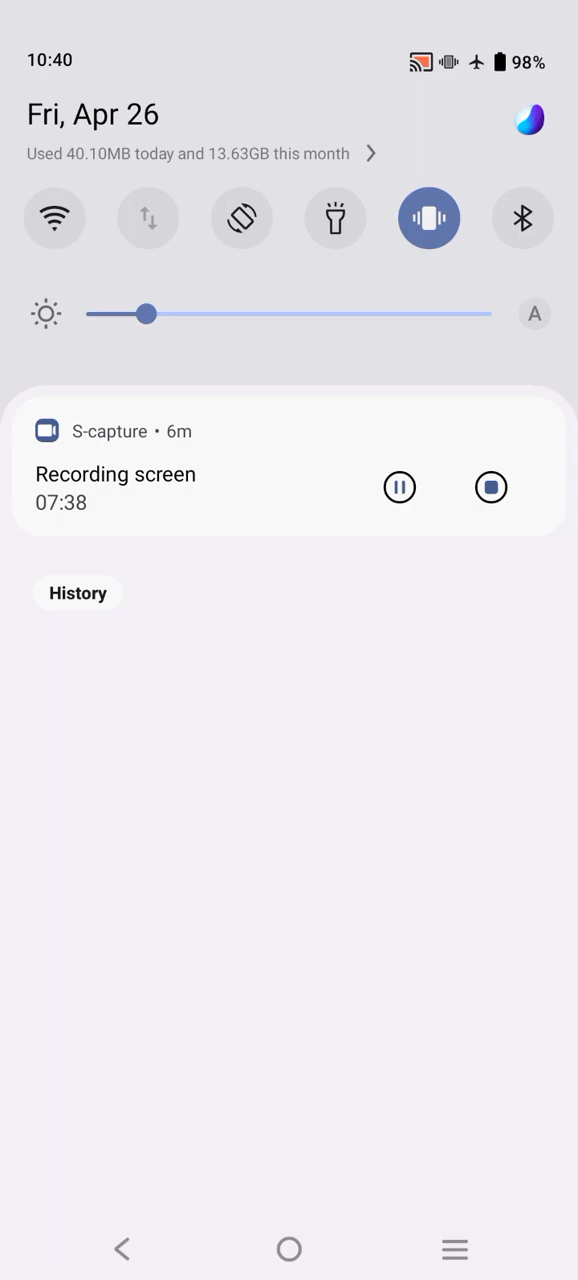 10:40
98%
Fri, Apr 26
Used 40.10MB today and 13.63GB this month
A
S-capture • 6m
Recording screen
07:38
History